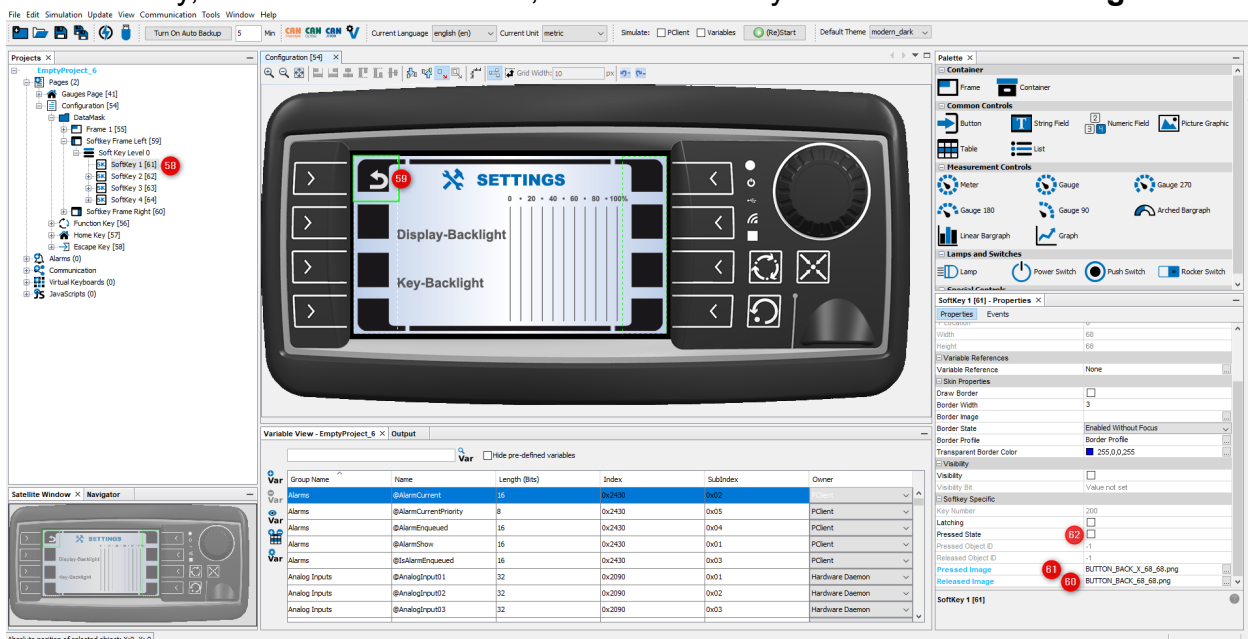 File Edit Simulation Update View Communication Tools Window Help
Turn On Auto Backup 5 Min Current Language english (en) Current Unit metric Simulate: PClient Variables (Re)Start Default Theme modern_dark
Projects
EmptyProject_6
Pages (2)
Gauges Page [41]
Configuration [54]
DataMask
Frame 1 [55]
Softkey Frame Left [59]
Soft Key Level 0
SoftKey 1 [61] 58
SoftKey 2 [62]
SoftKey 3 [63]
SoftKey 4 [64]
Softkey Frame Right [60]
Function Key [56]
Home Key [57]
Escape Key [58]
Alarms (0)
Communication
Virtual Keyboards (0)
JavaScripts (0)
Satellite Window Navigator
SETTINGS
Display-Backlight
Key-Backlight
Configuration [54]
Grid Width: 10 px
59 SETTINGS
0 • 20 • 40 • 60 • 80 • 100%
Display-Backlight
Key-Backlight
Variable View - EmptyProject_6 Output
Var Hide pre-defined variables
Var Group Name Name Length (Bits) Index SubIndex Owner
Alarms @AlarmCurrent 16 0x2430 0x02 PClient
Alarms @AlarmCurrentPriority 8 0x2430 0x05 PClient
Alarms @AlarmEnqueued 16 0x2430 0x04 PClient
Alarms @AlarmShow 16 0x2430 0x01 PClient
Alarms @IsAlarmEnqueued 16 0x2430 0x03 PClient
Analog Inputs @AnalogInput01 32 0x2090 0x01 Hardware Daemon
Analog Inputs @AnalogInput02 32 0x2090 0x02 Hardware Daemon
Analog Inputs @AnalogInput03 32 0x2090 0x03 Hardware Daemon
Palette
Container
Frame Container
Common Controls
Button String Field Numeric Field Picture Graphic
Table List
Measurement Controls
Meter Gauge Gauge 270
Gauge 180 Gauge 90 Arched Bargraph
Linear Bargraph Graph
Lamps and Switches
Lamp Power Switch Push Switch Rocker Switch
SoftKey 1 [61] - Properties
Properties Events
Width 68
Height 68
Variable References
Variable Reference None
Skin Properties
Draw Border
Border Width 3
Border Image
Border State Enabled Without Focus
Border Profile Border Profile
Transparent Border Color 255,0,0,255
Visibility
Visibility
Visibility Bit Value not set
Softkey Specific
Key Number 200
Latching
Pressed State 62
Pressed Object ID -1
Released Object ID -1
Pressed Image 61 BUTTON_BACK_X_68_68.png
Released Image 60 BUTTON_BACK_68_68.png
SoftKey 1 [61]